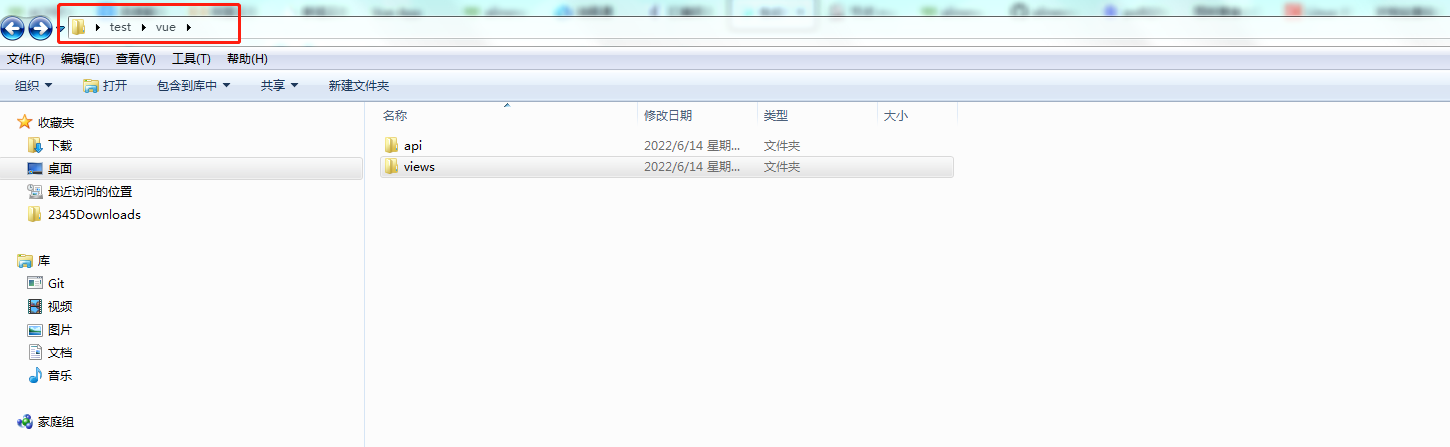 test vue
文件(F) 编辑(E) 查看(V) 工具(T) 帮助(H)
组织 打开 包含到库中 共享 新建文件夹
名称 修改日期 类型 大小
收藏夹
下载
桌面
最近访问的位置
2345Downloads
库
Git
视频
图片
文档
音乐
家庭组
api 2022/6/14 星期... 文件夹
views 2022/6/14 星期... 文件夹